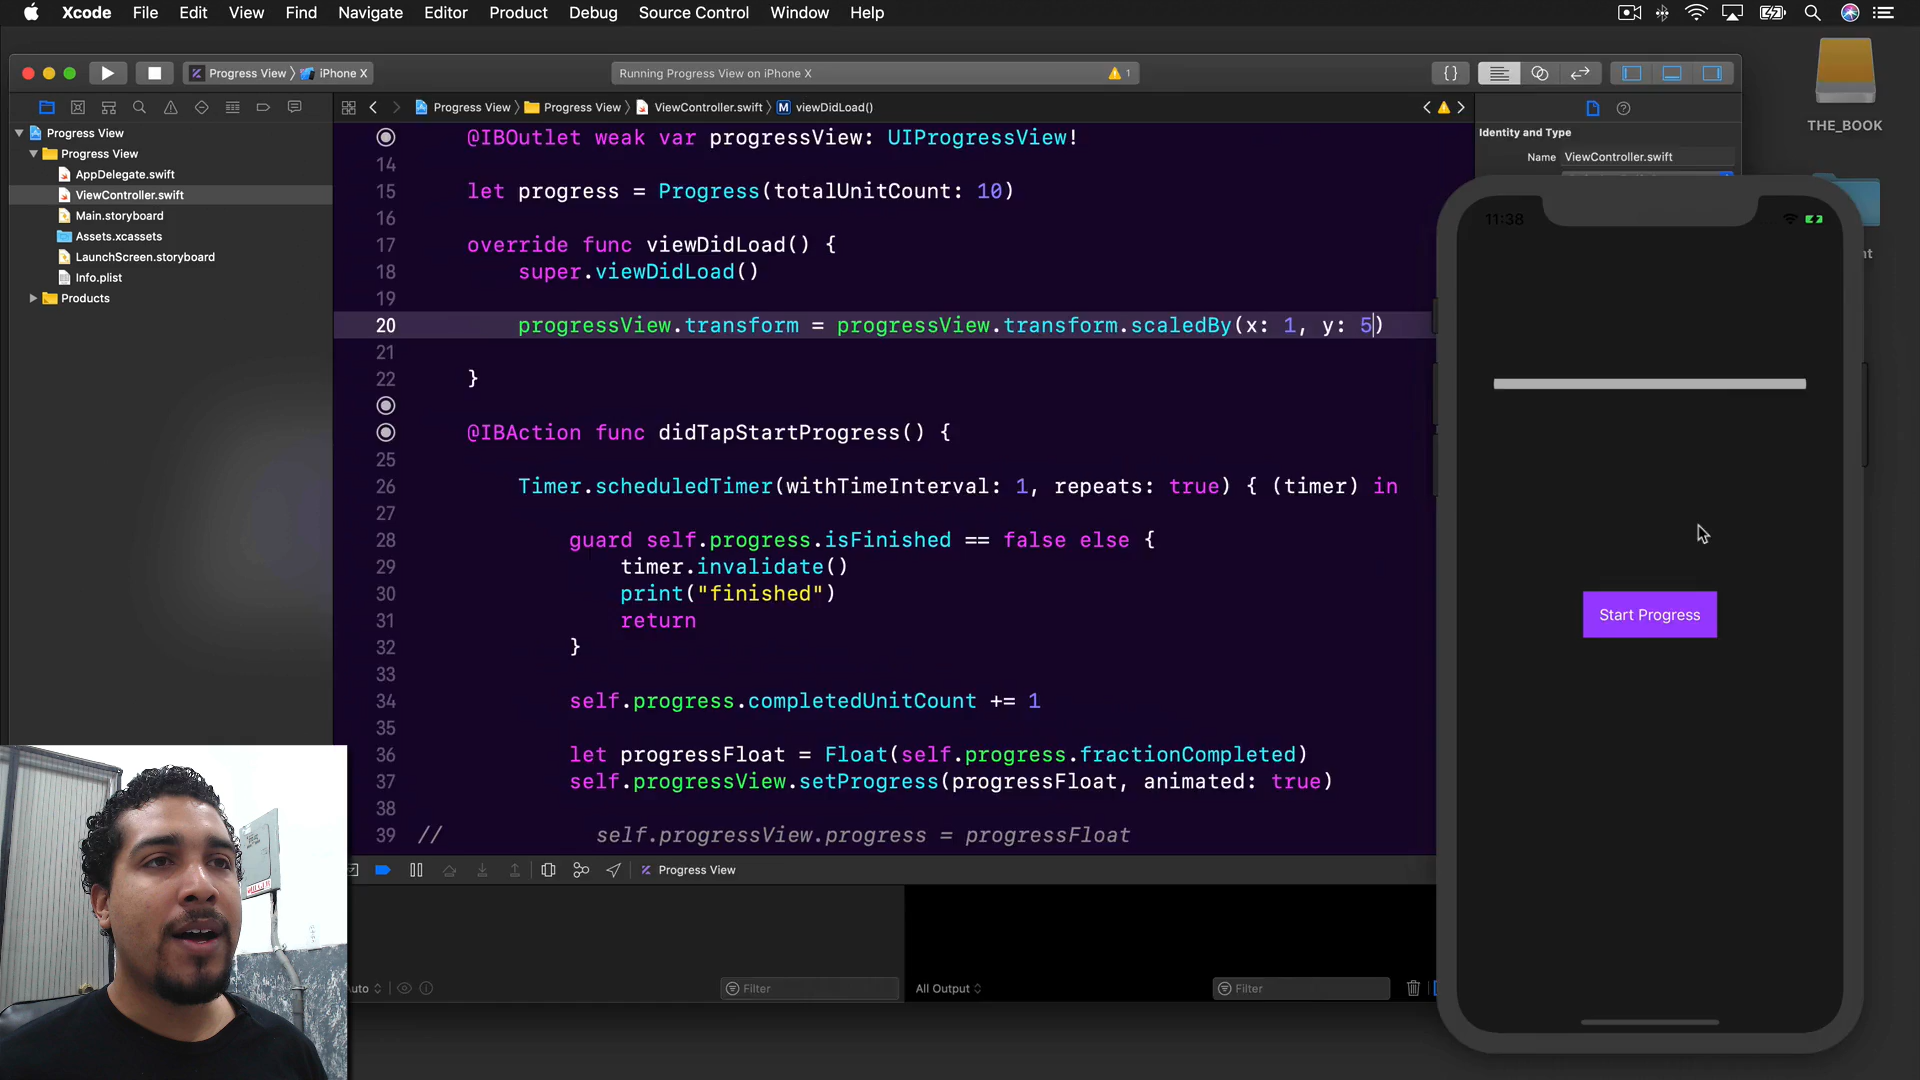 Xcode File Edit View Find Navigate Editor Product Debug Source Control Window Help
Progress View iPhone X
Running Progress View on iPhone X
1
{}
Progress View
Progress View
AppDelegate.swift
ViewController.swift
Main.storyboard
Assets.xcassets
LaunchScreen.storyboard
Info.plist
Products
Progress View Progress View ViewController.swift M viewDidLoad()
@IBOutlet weak var progressView: UIProgressView!
14
15 let progress = Progress(totalUnitCount: 10)
16
17 override func viewDidLoad() {
18 super.viewDidLoad()
19
20 progressView.transform = progressView.transform.scaledBy(x: 1, y: 5)
21
22 }
@IBAction func didTapStartProgress() {
25
26 Timer.scheduledTimer(withTimeInterval: 1, repeats: true) { (timer) in
27
28 guard self.progress.isFinished == false else {
29 timer.invalidate()
30 print("finished")
31 return
32 }
33
34 self.progress.completedUnitCount += 1
35
36 let progressFloat = Float(self.progress.fractionCompleted)
37 self.progressView.setProgress(progressFloat, animated: true)
38
39 // self.progressView.progress = progressFloat
Progress View
Filter
All Output
Filter
Identity and Type
Name ViewController.swift
THE_BOOK
11:38
Start Progress